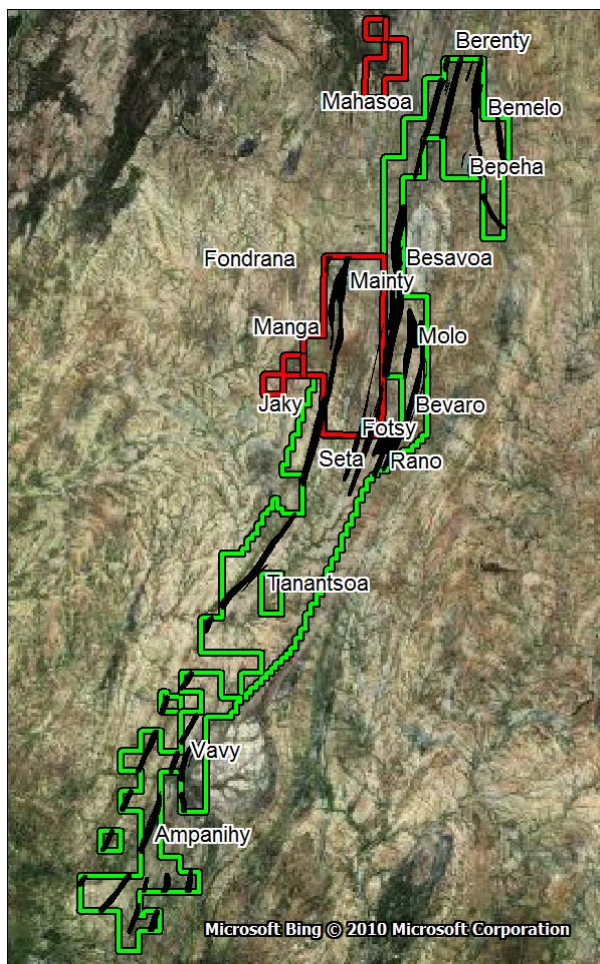 Berenty
Mahasoa
Bemelo
Bepeha
Fondrana
Besavoa
Mainty
Manga
Molo
Jaky
Bevaro
Fotsy
Seta
Rano
Tanantsoa
Vavy
Ampanihy
Microsoft Bing © 2010 Microsoft Corporation